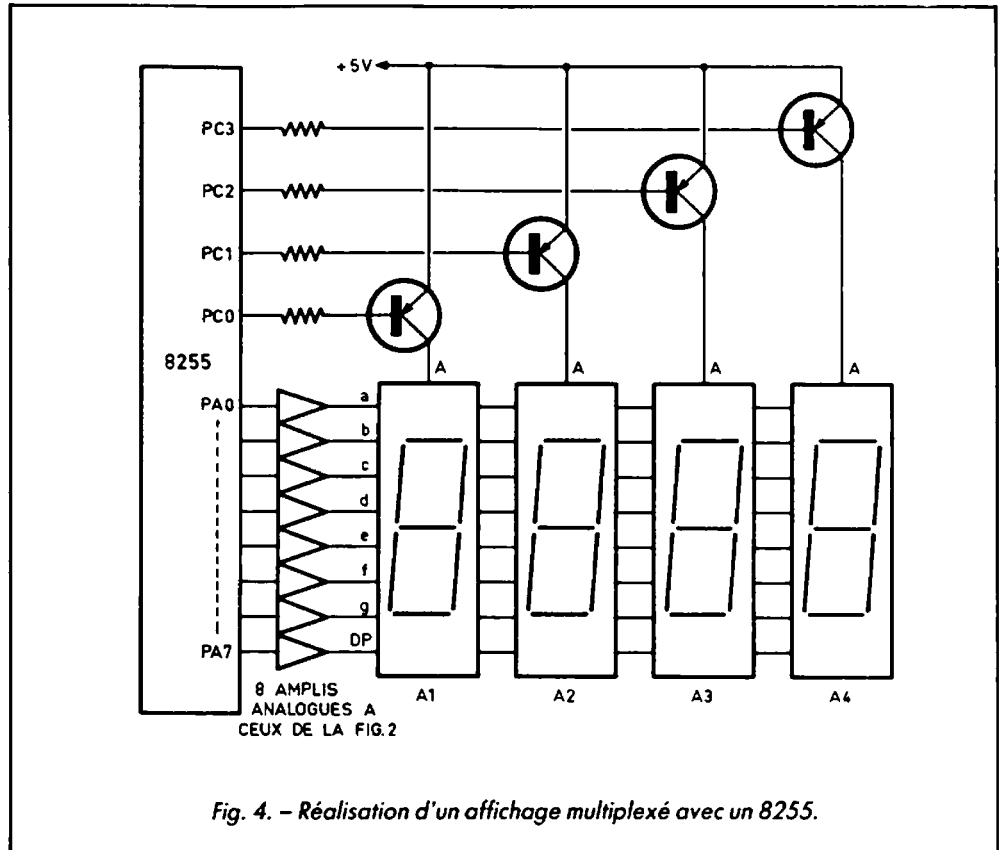 +5V
PC3
PC2
PC1
PC0
8255
A
A
A
A
PA0
a
b
c
d
e
f
g
PA7
DP
8 AMPLIS
ANALOGUES A
CEUX DE LA FIG.2
A1
A2
A3
A4
Fig. 4. – Réalisation d'un affichage multiplexé avec un 8255.